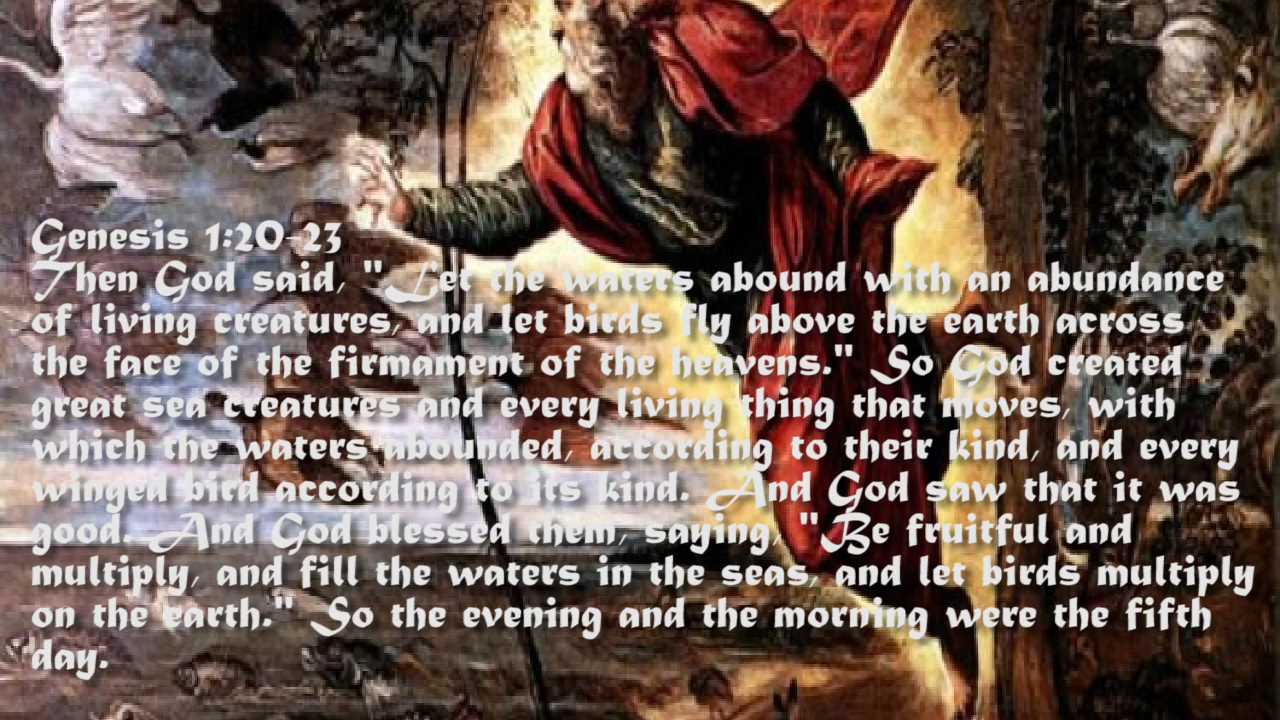 Genesis 1:20-23
Then God said, "Let the waters abound with an abundance
of living creatures, and let birds fly above the earth across
the face of the firmament of the heavens." So God created
great sea creatures and every living thing that moves, with
which the waters abounded, according to their kind, and every
winged bird according to its kind. And God saw that it was
good. And God blessed them, saying, "Be fruitful and
multiply, and fill the waters in the seas, and let birds multiply
on the earth." So the evening and the morning were the fifth
day.